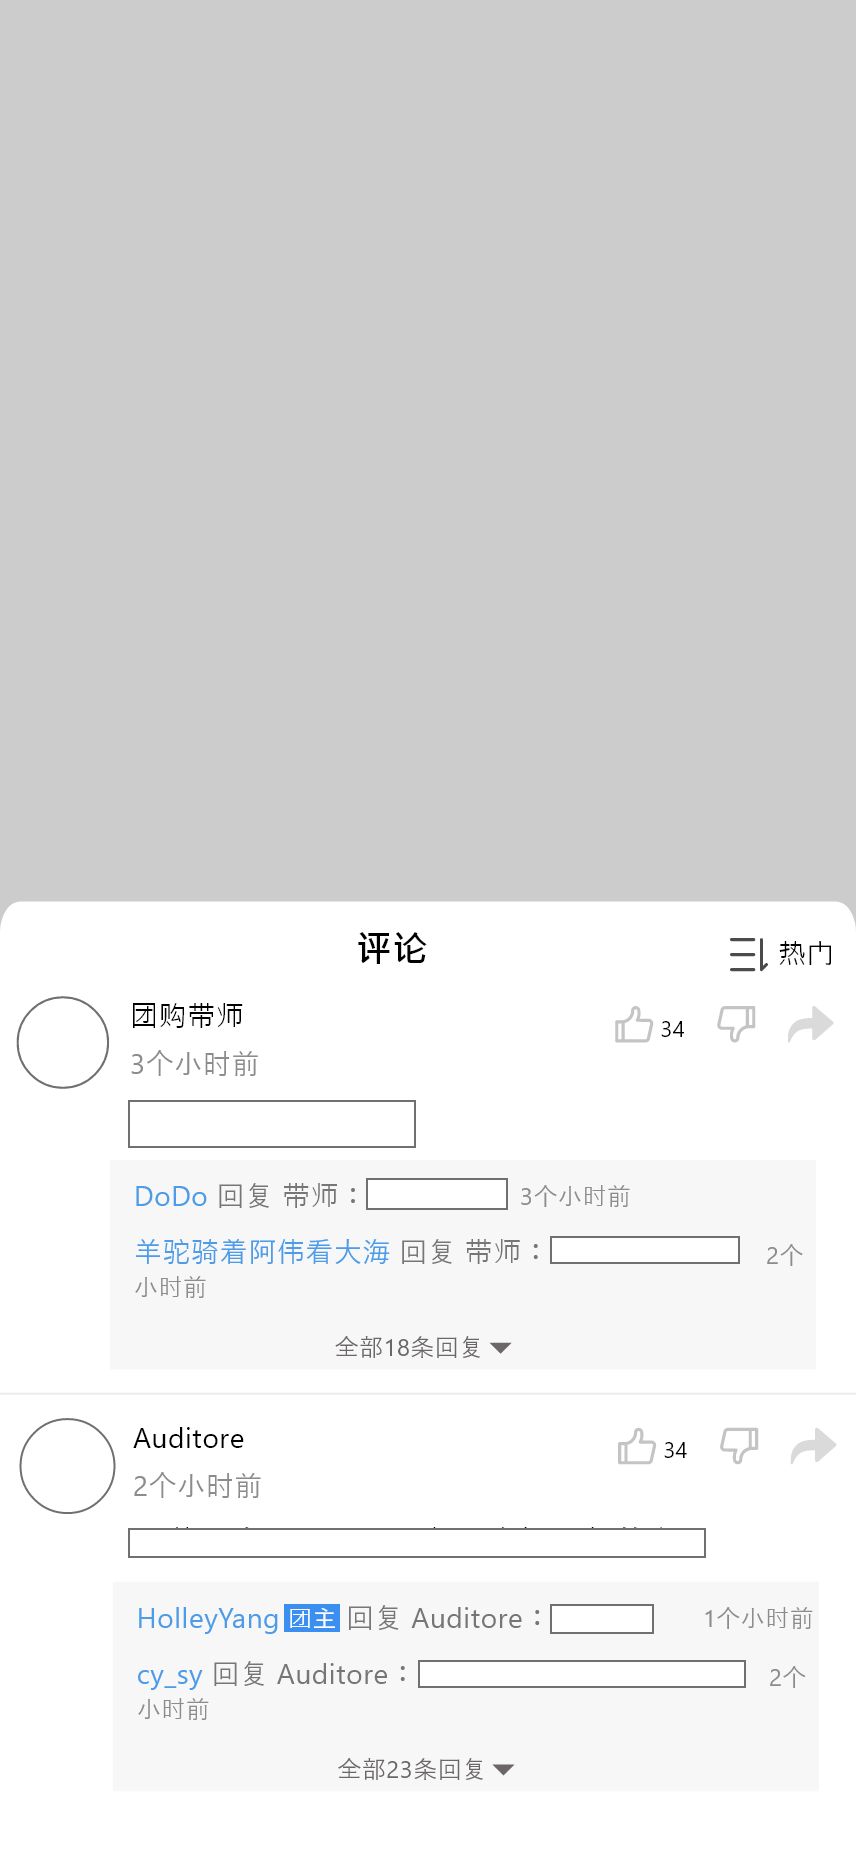 评论
热门
团购带师
34
3个小时前
DoDo 回复 带师：
3个小时前
羊驼骑着阿伟看大海 回复 带师：
2个
小时前
全部18条回复
Auditore
34
2个小时前
HolleyYang 团主 回复 Auditore：
1个小时前
cy_sy 回复 Auditore：
2个
小时前
全部23条回复